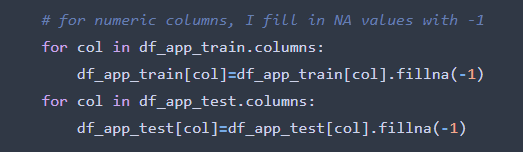 # for numeric columns, I fill in NA values with -1
for col in df_app_train.columns:
    df_app_train[col]=df_app_train[col].fillna(-1)
for col in df_app_test.columns:
    df_app_test[col]=df_app_test[col].fillna(-1)